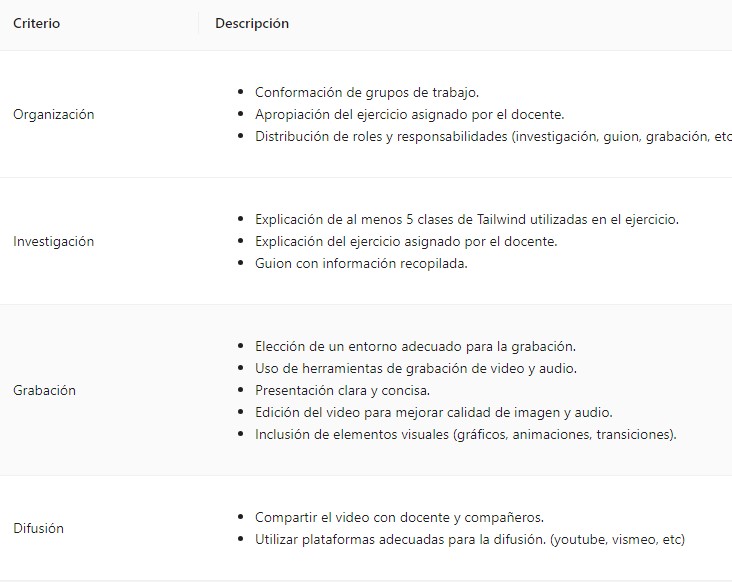 Criterio Descripción
Organización
Conformación de grupos de trabajo.
Apropiación del ejercicio asignado por el docente.
Distribución de roles y responsabilidades (investigación, guion, grabación, etc
Investigación
Explicación de al menos 5 clases de Tailwind utilizadas en el ejercicio.
Explicación del ejercicio asignado por el docente.
Guion con información recopilada.
Grabación
Elección de un entorno adecuado para la grabación.
Uso de herramientas de grabación de video y audio.
Presentación clara y concisa.
Edición del video para mejorar calidad de imagen y audio.
Inclusión de elementos visuales (gráficos, animaciones, transiciones).
Difusión
Compartir el video con docente y compañeros.
Utilizar plataformas adecuadas para la difusión. (youtube, vismeo, etc)